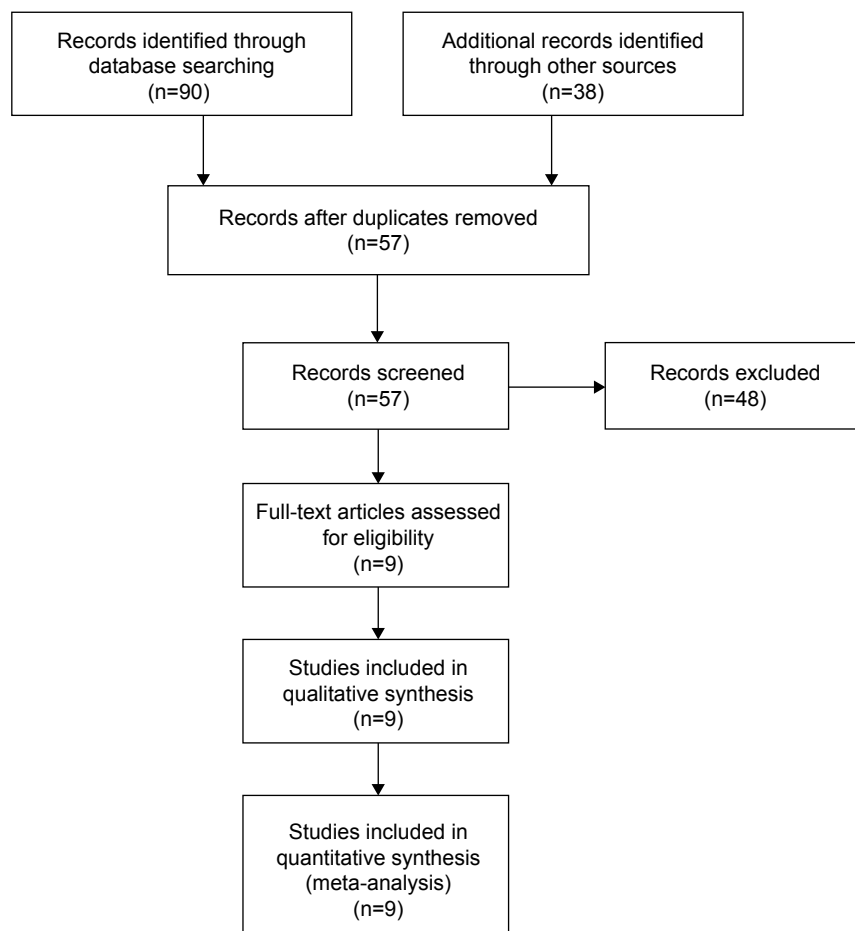 Records identified through
database searching
(n=90)
Additional records identified
through other sources
(n=38)
Records after duplicates removed
(n=57)
Records screened
(n=57)
Records excluded
(n=48)
Full-text articles assessed
for eligibility
(n=9)
Studies included in
qualitative synthesis
(n=9)
Studies included in
quantitative synthesis
(meta-analysis)
(n=9)